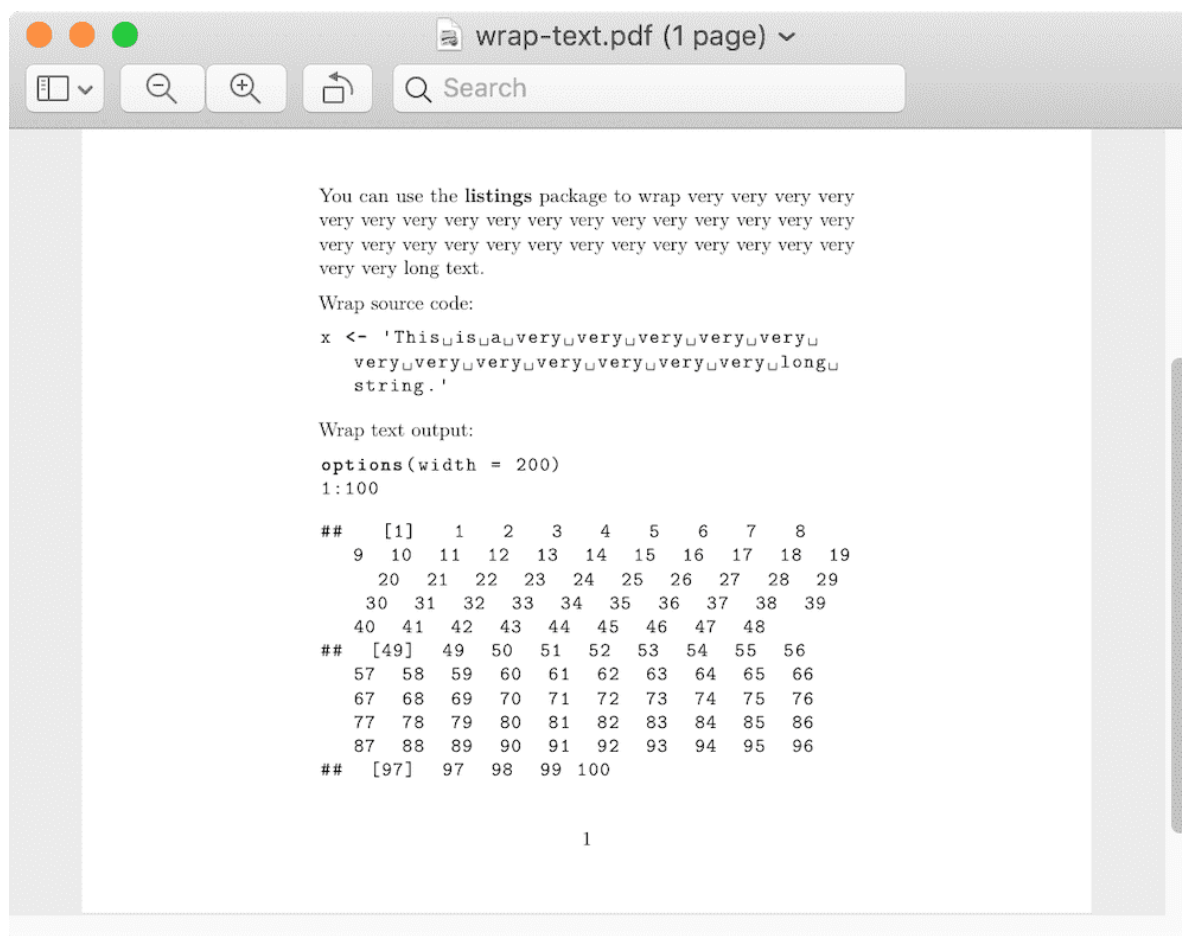 wrap-text.pdf (1 page)
Search
You can use the listings package to wrap very very very very
very very very very very very very very very very very very very
very very very very very very very very very very very very very
very very long text.
Wrap source code:
x <- 'This␣is␣a␣very␣very␣very␣very␣very␣
very␣very␣very␣very␣very␣very␣very␣long␣
string.'
Wrap text output:
options(width = 200)
1:100
## [1] 1 2 3 4 5 6 7 8
9 10 11 12 13 14 15 16 17 18 19
20 21 22 23 24 25 26 27 28 29
30 31 32 33 34 35 36 37 38 39
40 41 42 43 44 45 46 47 48
## [49] 49 50 51 52 53 54 55 56
57 58 59 60 61 62 63 64 65 66
67 68 69 70 71 72 73 74 75 76
77 78 79 80 81 82 83 84 85 86
87 88 89 90 91 92 93 94 95 96
## [97] 97 98 99 100
1